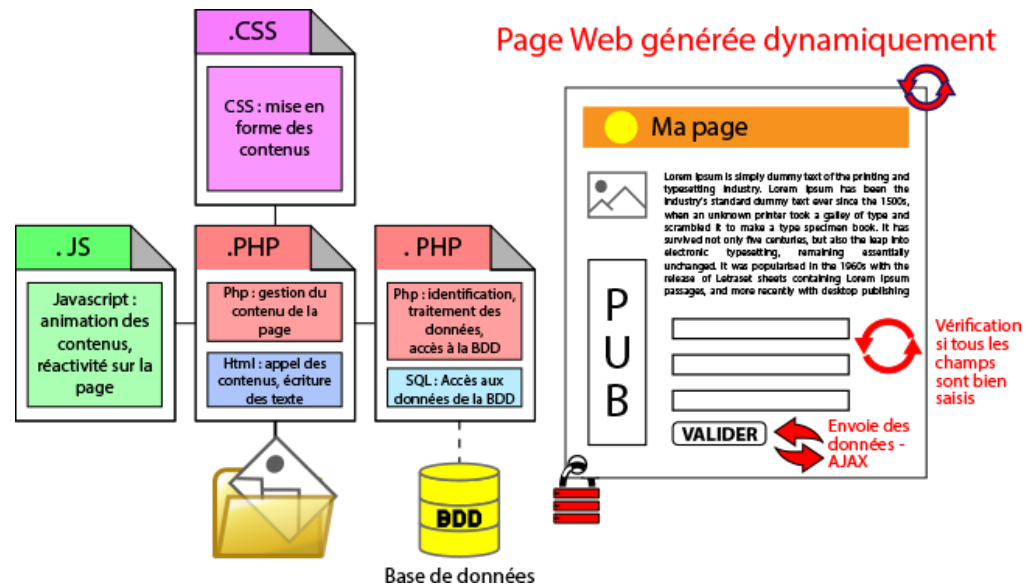 .CSS
CSS : mise en
forme des
contenus
Page Web générée dynamiquement
Ma page
Lorem Ipsum is simply dummy text of the printing and
typesetting industry. Lorem Ipsum has been the
industry's standard dummy text ever since the 1500s,
when an unknown printer took a galley of type and
scrambled it to make a type specimen book. It has
survived not only five centuries, but also the leap into
electronic typesetting, remaining essentially
unchanged. It was popularised in the 1960s with the
release of Letraset sheets containing Lorem Ipsum
passages, and more recently with desktop publishing
. JS
Javascript :
animation des
contenus,
réactivité sur la
page
.PHP
Php : gestion du
contenu de la
page
Html : appel des
contenus, écriture
des texte
. PHP
Php : identification,
traitement des
données,
accès à la BDD
SQL : Accès aux
données de la BDD
P
U
B
Vérification
si tous les
champs
sont bien
saisis
VALIDER
Envoie des
données -
AJAX
BDD
Base de données